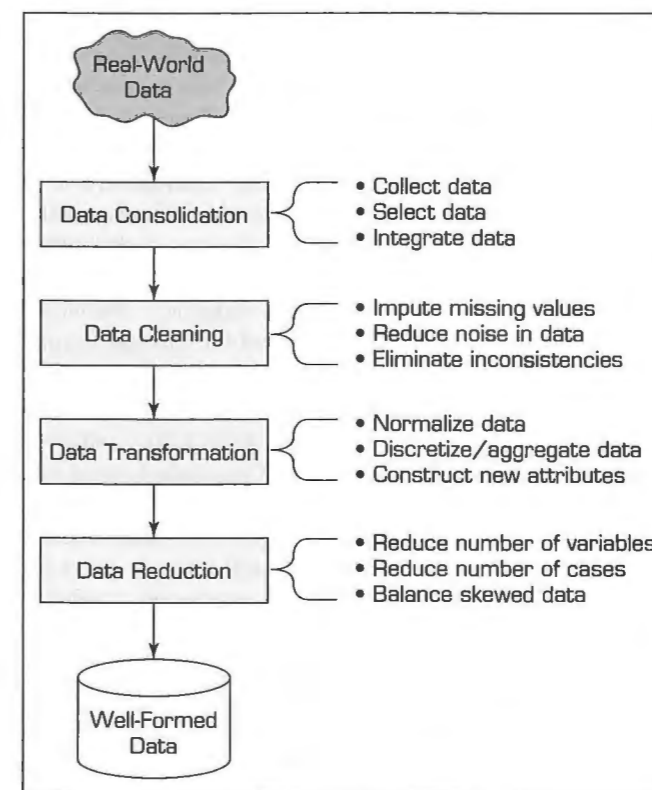 Real-World
Data
Data Consolidation
• Collect data
• Select data
• Integrate data
Data Cleaning
• Impute missing values
• Reduce noise in data
• Eliminate inconsistencies
Data Transformation
• Normalize data
• Discretize/aggregate data
• Construct new attributes
Data Reduction
• Reduce number of variables
• Reduce number of cases
• Balance skewed data
Well-Formed
Data